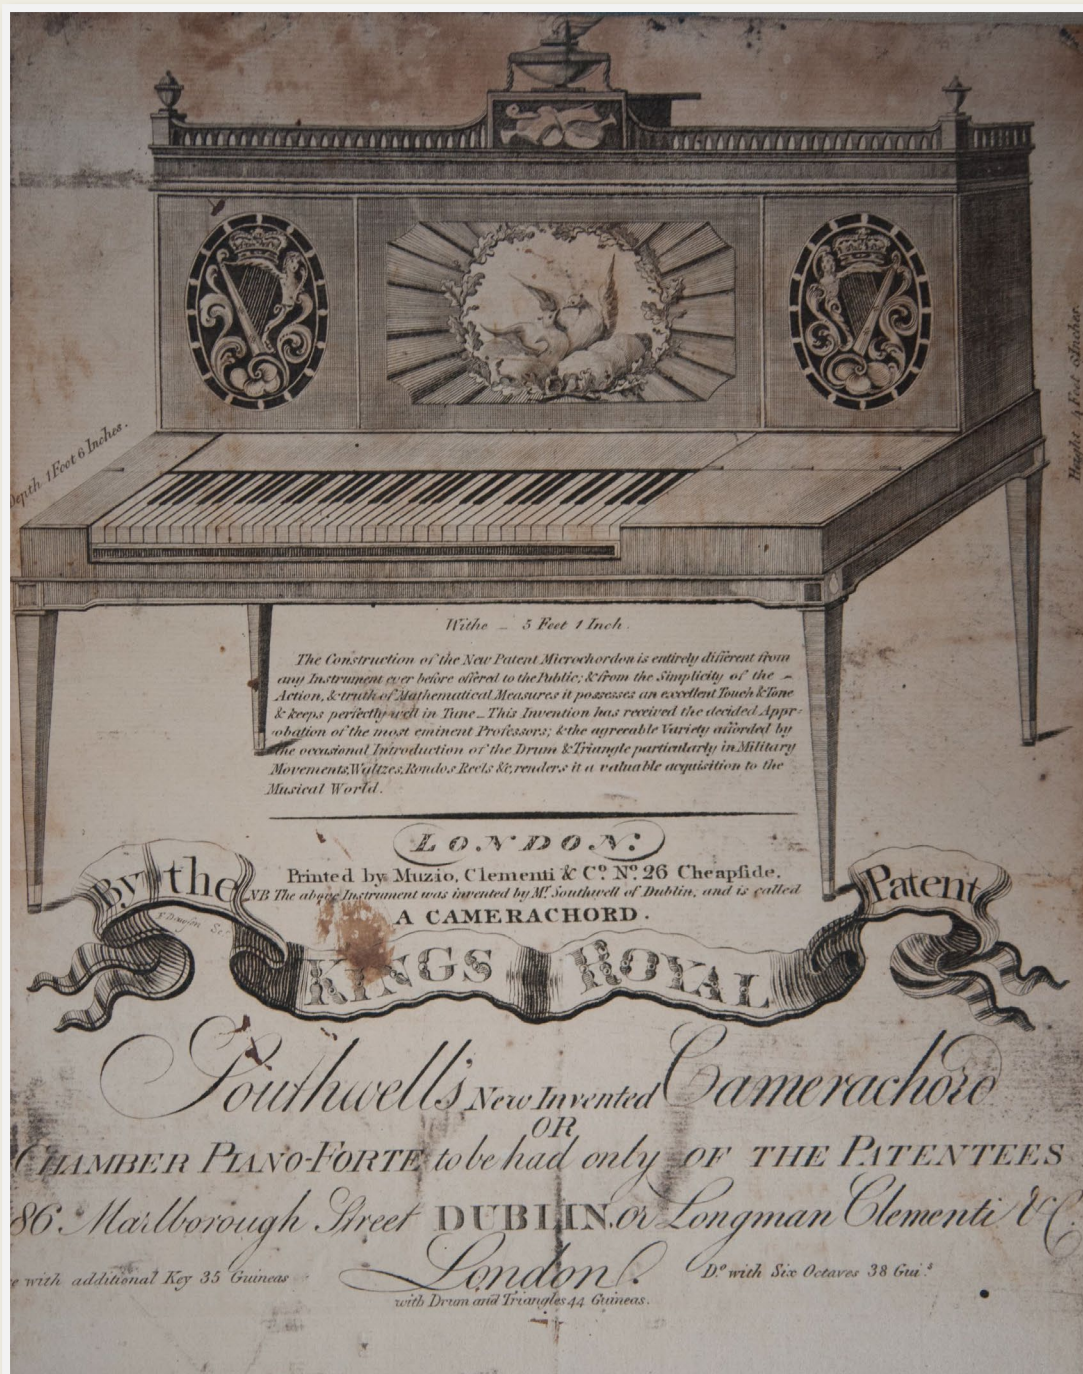 Depth 1 Foot 6 Inches.
Height 4 Feet 6 Inches.
Withe – 5 Feet 1 Inch.
The Construction of the New Patent Microchordon is entirely different from
any Instrument ever before offered to the Public; & from the Simplicity of the –
Action, & truth of Mathematical Measures it possesses an excellent Touch & Tone
& keeps perfectly well in Tune – This Invention has received the decided Appr-
obation of the most eminent Professors; & the agreeable Variety afforded by
the occasional Introduction of the Drum & Triangle particularly in Military
Movements, Waltzes, Rondos Reels &c, renders it a valuable acquisition to the
Musical World.
LONDON:
Printed by Muzio, Clementi & Co. No. 26 Cheapside.
NB The above Instrument was invented by Mr. Southwell of Dublin, and is called
A CAMERACHORD.
By the KINGS ROYAL Patent
Southwell's New Invented Camerachord
OR
CHAMBER PIANO-FORTE to be had only OF THE PATENTEES
86 Marlborough Street DUBLIN, or Longman Clementi & C.
London.
with additional Key 35 Guineas
Do. with Six Octaves 38 Gui.s
with Drum and Triangles 44 Guineas.